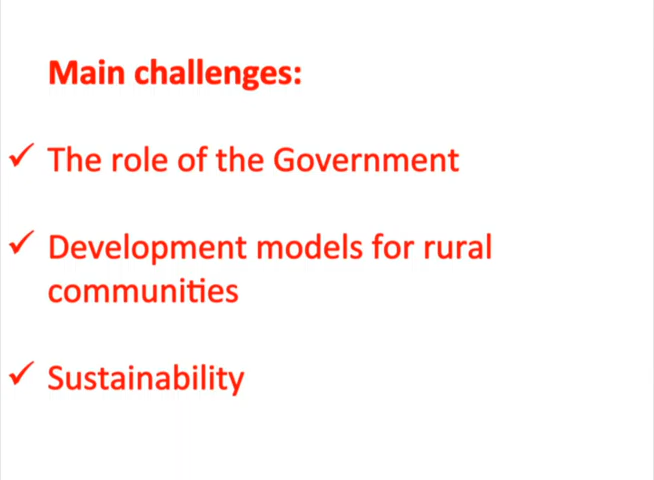 Main challenges:
✓ The role of the Government
✓ Development models for rural
communities
✓ Sustainability